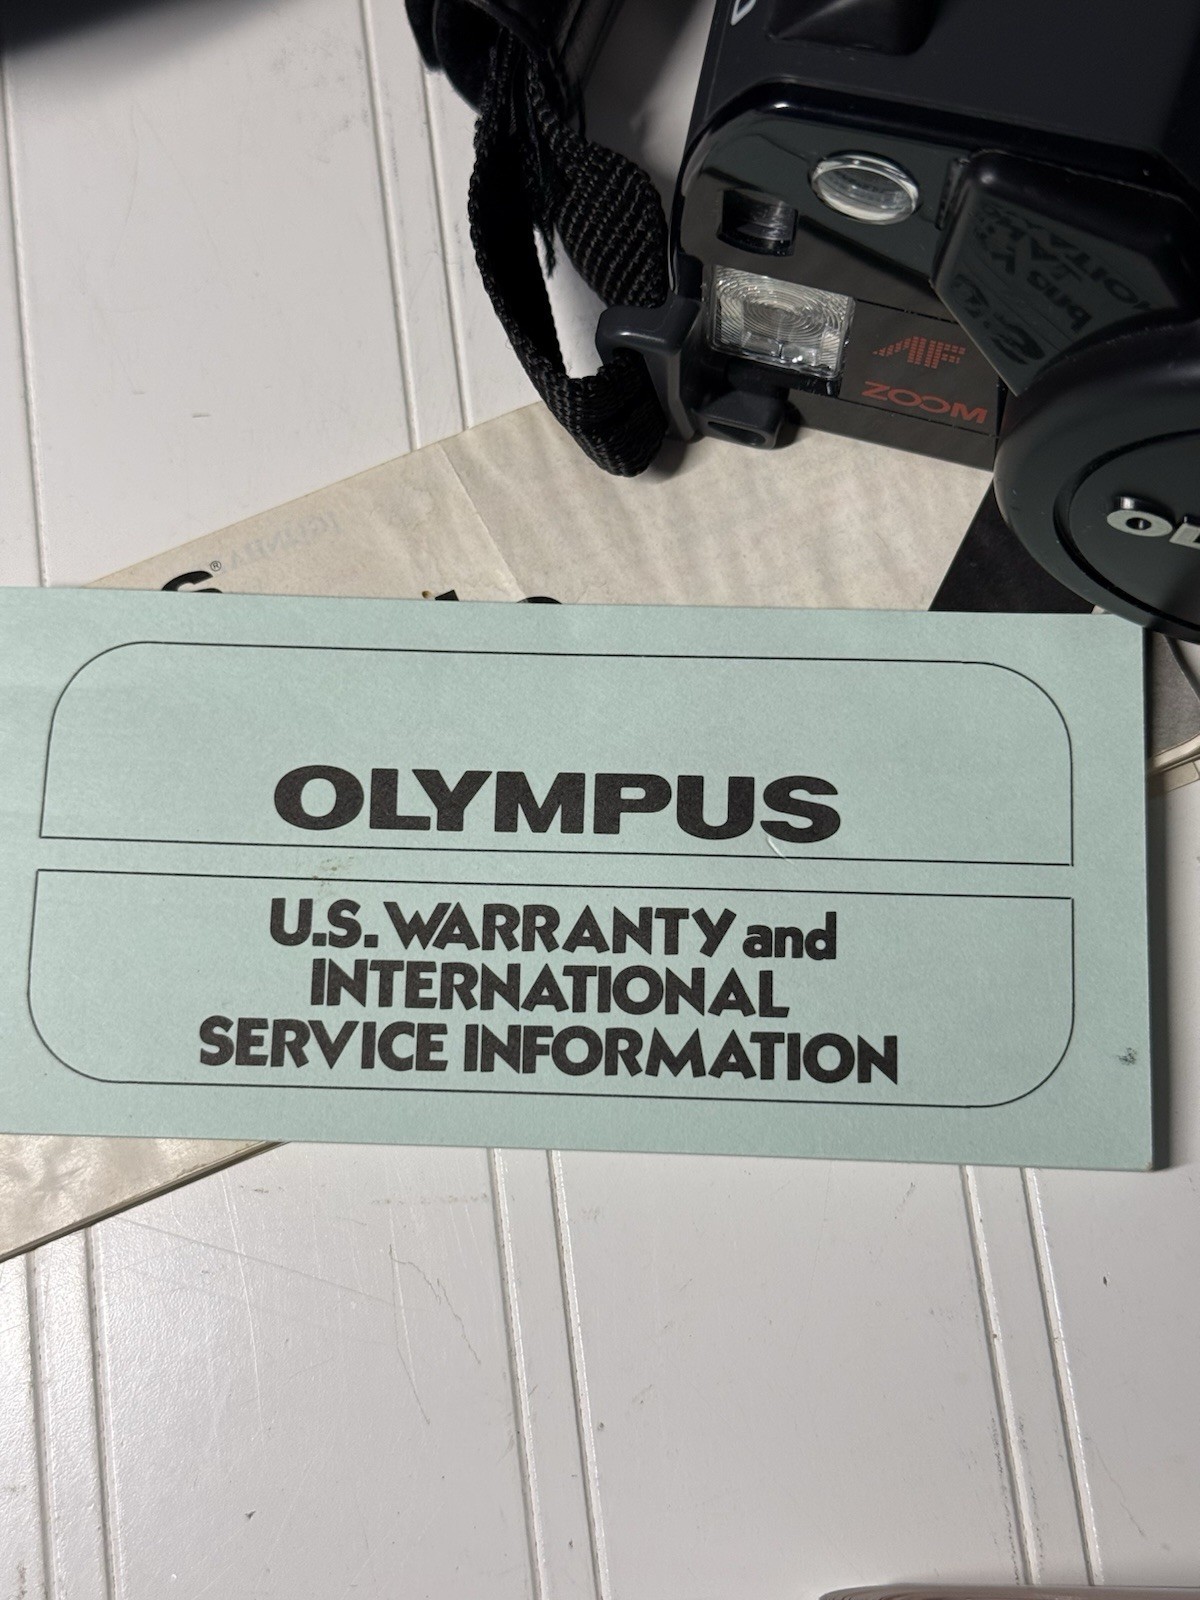 AF
ZOOM
S®
OLYMPUS
U.S. WARRANTY and
INTERNATIONAL
SERVICE INFORMATION